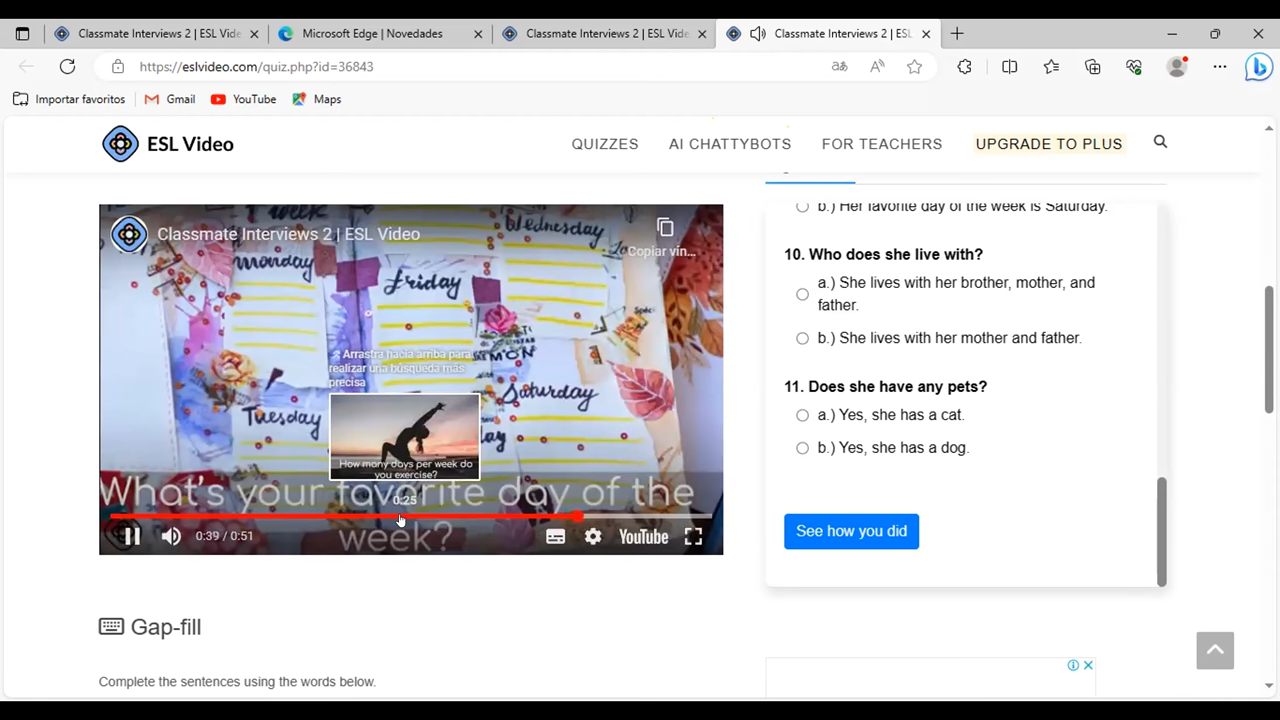 Classmate Interviews 2 | ESL Vide
Microsoft Edge | Novedades
Classmate Interviews 2 | ESL Vide
Classmate Interviews 2 | ESL
https://eslvideo.com/quiz.php?id=36843
Importar favoritos
Gmail
YouTube
Maps
ESL Video
QUIZZES
AI CHATTYBOTS
FOR TEACHERS
UPGRADE TO PLUS
Classmate Interviews 2 | ESL Video
Copiar vín...
Monday
Wednesday
Friday
Tuesday
Saturday
Arrastra hacia arriba para
realizar una búsqueda más
precisa
How many days per week do
you exercise?
0:25
What's your favorite day of the
week?
0:39 / 0:51
YouTube
b.) Her favorite day of the week is Saturday.
10. Who does she live with?
a.) She lives with her brother, mother, and
father.
b.) She lives with her mother and father.
11. Does she have any pets?
a.) Yes, she has a cat.
b.) Yes, she has a dog.
See how you did
Gap-fill
Complete the sentences using the words below.